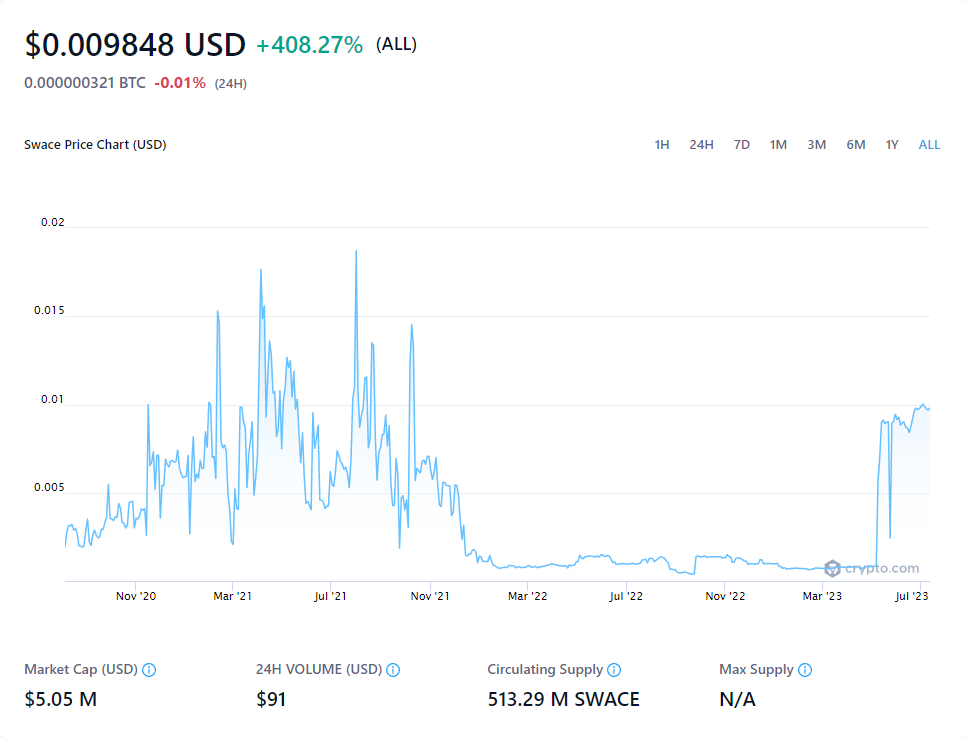 $0.009848 USD +408.27% (ALL)
0.000000321 BTC -0.01% (24H)
Swace Price Chart (USD) 1H 24H 7D 1M 3M 6M 1Y ALL
0.02
0.015
0.01
0.005
crypto.com
Nov '20 Mar '21 Jul '21 Nov '21 Mar '22 Jul '22 Nov '22 Mar '23 Jul '23
Market Cap (USD) 24H VOLUME (USD) Circulating Supply Max Supply
$5.05 M $91 513.29 M SWACE N/A